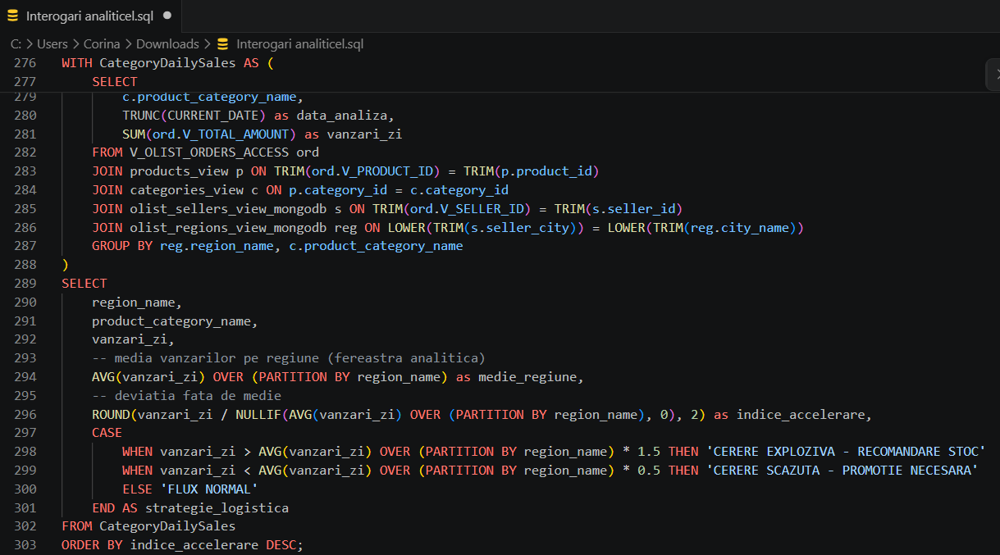 Interogari analiticel.sql
C: > Users > Corina > Downloads > Interogari analiticel.sql
276 WITH CategoryDailySales AS (
277 SELECT
279 c.product_category_name,
280 TRUNC(CURRENT_DATE) as data_analiza,
281 SUM(ord.V_TOTAL_AMOUNT) as vanzari_zi
282 FROM V_OLIST_ORDERS_ACCESS ord
283 JOIN products_view p ON TRIM(ord.V_PRODUCT_ID) = TRIM(p.product_id)
284 JOIN categories_view c ON p.category_id = c.category_id
285 JOIN olist_sellers_view_mongodb s ON TRIM(ord.V_SELLER_ID) = TRIM(s.seller_id)
286 JOIN olist_regions_view_mongodb reg ON LOWER(TRIM(s.seller_city)) = LOWER(TRIM(reg.city_name))
287 GROUP BY reg.region_name, c.product_category_name
288 )
289 SELECT
290 region_name,
291 product_category_name,
292 vanzari_zi,
293 -- media vanzarilor pe regiune (fereastra analitica)
294 AVG(vanzari_zi) OVER (PARTITION BY region_name) as medie_regiune,
295 -- deviatia fata de medie
296 ROUND(vanzari_zi / NULLIF(AVG(vanzari_zi) OVER (PARTITION BY region_name), 0), 2) as indice_accelerare,
297 CASE
298 WHEN vanzari_zi > AVG(vanzari_zi) OVER (PARTITION BY region_name) * 1.5 THEN 'CERERE EXPLOZIVA - RECOMANDARE STOC'
299 WHEN vanzari_zi < AVG(vanzari_zi) OVER (PARTITION BY region_name) * 0.5 THEN 'CERERE SCAZUTA - PROMOTIE NECESARA'
300 ELSE 'FLUX NORMAL'
301 END AS strategie_logistica
302 FROM CategoryDailySales
303 ORDER BY indice_accelerare DESC;